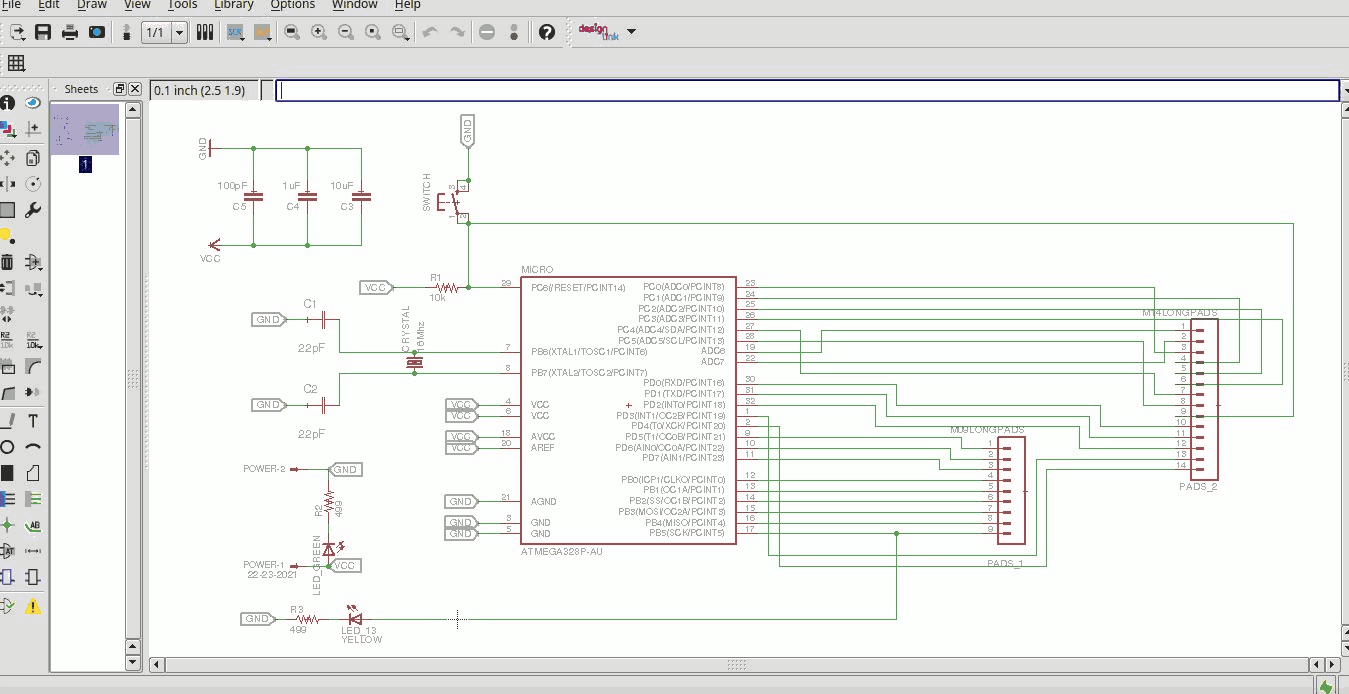 File Edit Draw View Tools Library Options Window Help
1/1
design link
Sheets
0.1 inch (2.5 1.9)
1
GND
GND
100pF 1uF 10uF
C5 C4 C3
VCC
SWITCH
3 4
1 2
MICRO
VCC
R1
10k
29 PC6(/RESET/PCINT14)
C1
GND
22pF
CRYSTAL
16Mhz
7 PB6(XTAL1/TOSC1/PCINT6)
8 PB7(XTAL2/TOSC2/PCINT7)
C2
GND
22pF
VCC 4 VCC
VCC 6 VCC
VCC 18 AVCC
VCC 20 AREF
GND 21 AGND
GND 3 GND
GND 5 GND
ATMEGA328P-AU
PC0(ADC0/PCINT8) 23
PC1(ADC1/PCINT9) 24
PC2(ADC2/PCINT10) 25
PC3(ADC3/PCINT11) 26
PC4(ADC4/SDA/PCINT12) 27
PC5(ADC5/SCL/PCINT13) 28
ADC6 19
ADC7 22
PD0(RXD/PCINT16) 30
PD1(TXD/PCINT17) 31
PD2(INT0/PCINT18) 32
PD3(INT1/OC2B/PCINT19) 1
PD4(T0/XCK/PCINT20) 2
PD5(T1/OC0B/PCINT21) 9
PD6(AIN0/OC0A/PCINT22) 10
PD7(AIN1/PCINT23) 11
PB0(ICP1/CLKO/PCINT0) 12
PB1(OC1A/PCINT1) 13
PB2(SS/OC1B/PCINT2) 14
PB3(MOSI/OC2A/PCINT3) 15
PB4(MISO/PCINT4) 16
PB5(SCK/PCINT5) 17
M09LONGPADS
1
2
3
4
5
6
7
8
9
PADS_1
M14LONGPADS
1
2
3
4
5
6
7
8
9
10
11
12
13
14
PADS_2
POWER-2 GND
R2
499
LED_GREEN
POWER-1 VCC
22-23-2021
GND
R3
499
LED_13
YELLOW